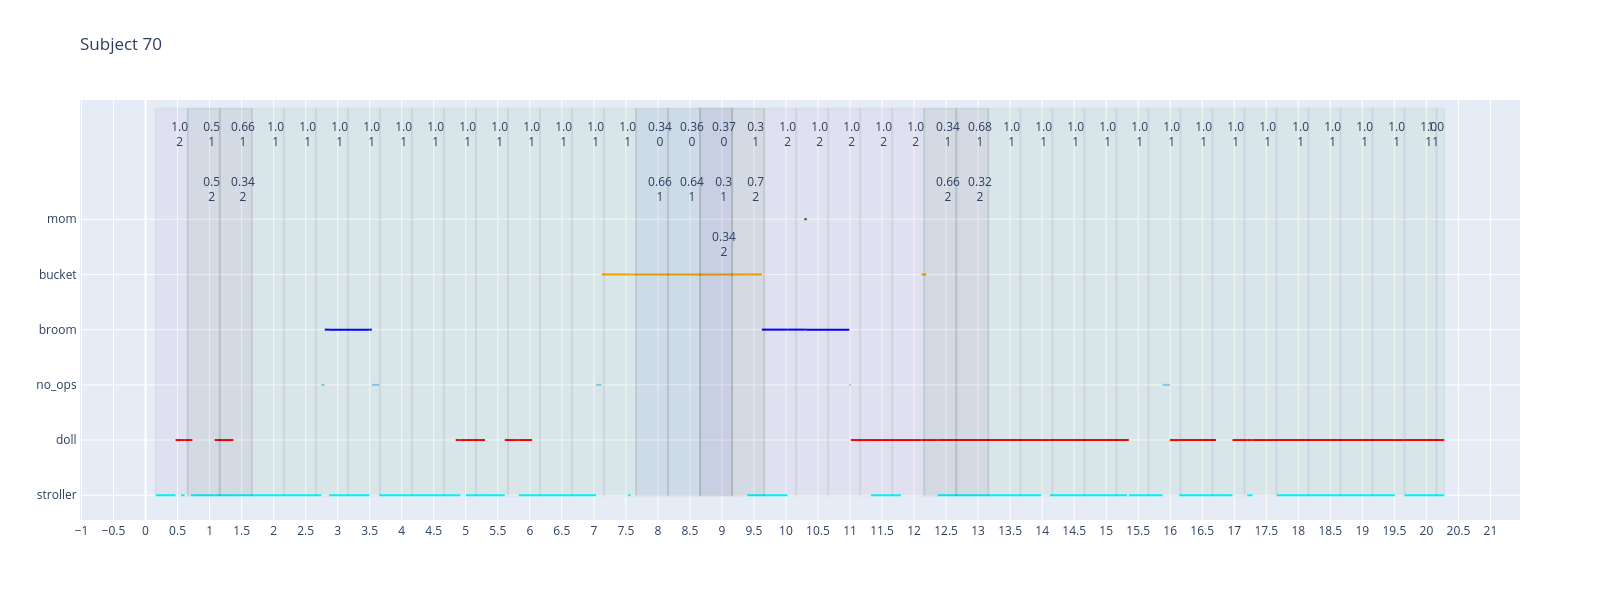 Subject 70
1.0 0.5 0.66 1.0 1.0 1.0 1.0 1.0 1.0 1.0 1.0 1.0 1.0 1.0 1.0 0.34 0.36 0.37 0.3 1.0 1.0 1.0 1.0 1.0 0.34 0.68 1.0 1.0 1.0 1.0 1.0 1.0 1.0 1.0 1.0 1.0 1.0 1.0 1.0 1.0 1.0
2 1 1 1 1 1 1 1 1 1 1 1 1 1 1 0 0 0 1 2 2 2 2 2 1 1 1 1 1 1 1 1 1 1 1 1 1 1 1 1 1
0.5 0.34 0.66 0.64 0.3 0.7 0.66 0.32
2 2 1 1 1 2 2 2
mom
0.34
2
bucket
broom
no_ops
doll
stroller
−1 −0.5 0 0.5 1 1.5 2 2.5 3 3.5 4 4.5 5 5.5 6 6.5 7 7.5 8 8.5 9 9.5 10 10.5 11 11.5 12 12.5 13 13.5 14 14.5 15 15.5 16 16.5 17 17.5 18 18.5 19 19.5 20 20.5 21